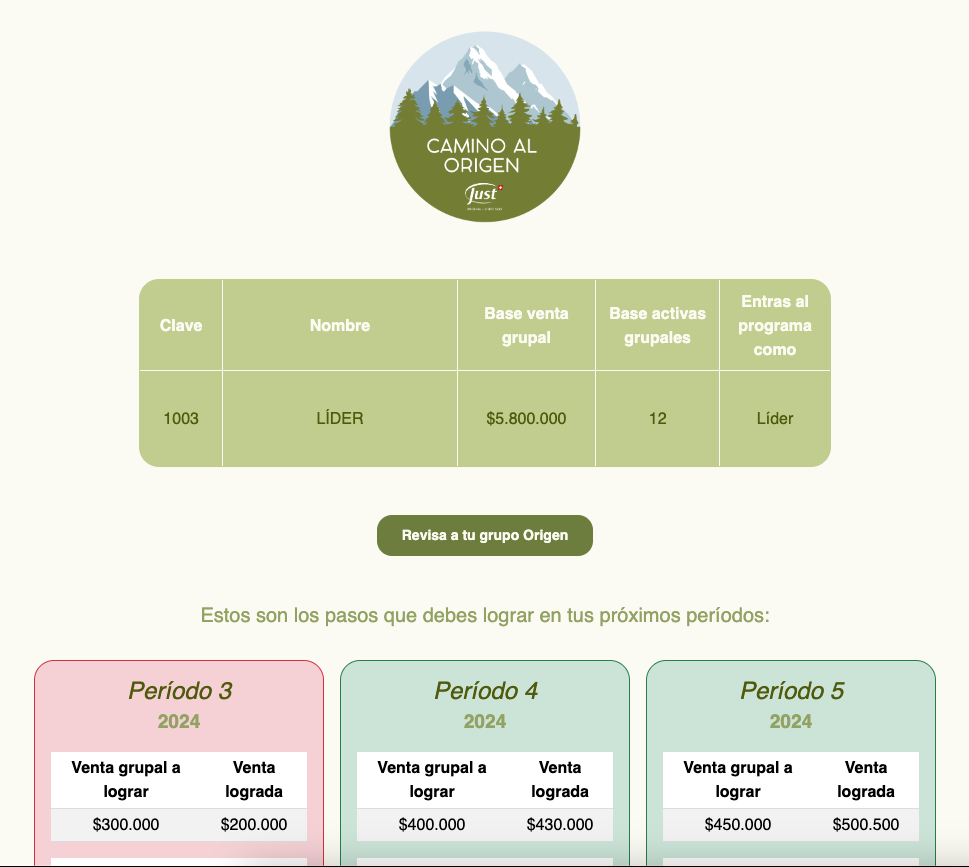 CAMINO AL
ORIGEN
Just
Clave
Nombre
Base venta
grupal
Base activas
grupales
Entras al
programa
como
1003
LÍDER
$5.800.000
12
Líder
Revisa a tu grupo Origen
Estos son los pasos que debes lograr en tus próximos períodos:
Período 3
2024
Venta grupal a
lograr
Venta
lograda
$300.000
$200.000
Período 4
2024
Venta grupal a
lograr
Venta
lograda
$400.000
$430.000
Período 5
2024
Venta grupal a
lograr
Venta
lograda
$450.000
$500.500